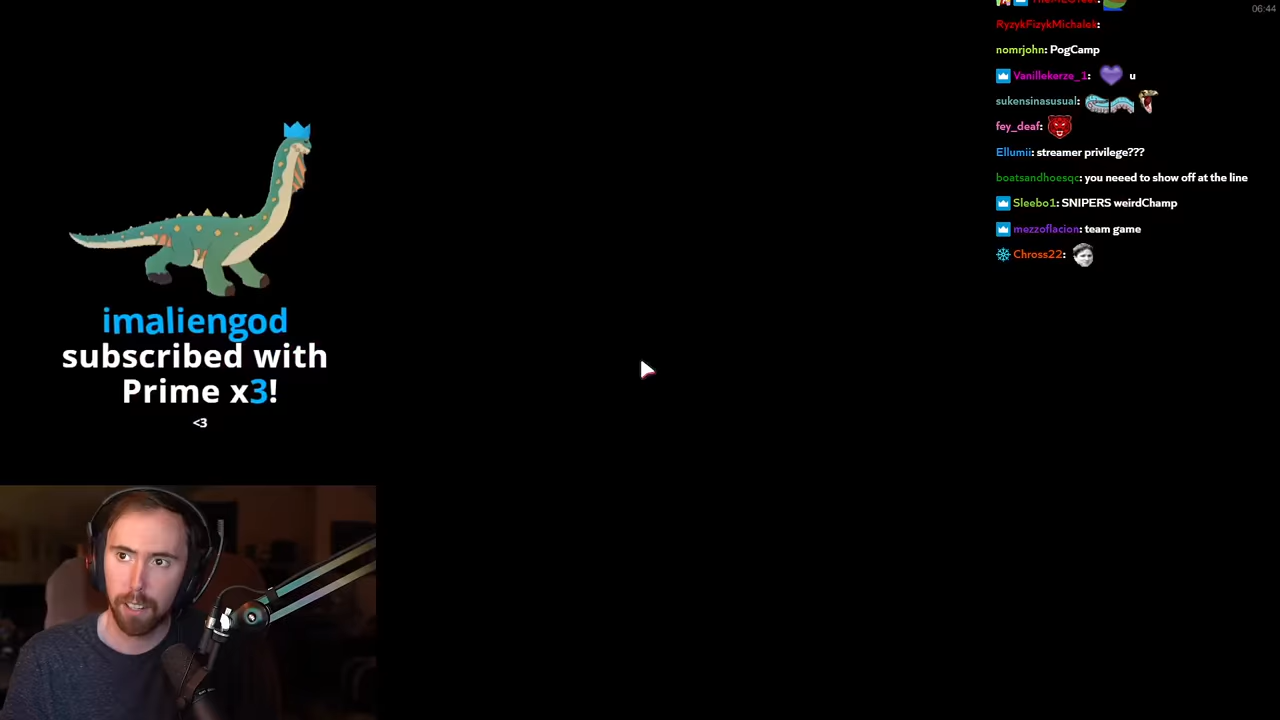 06:44
RyzykFizykMichalek:
nomrjohn: PogCamp
Vanillekerze_1: u
sukensinasusual:
fey_deaf:
Ellumii: streamer privilege???
boatsandhoesqc: you neeed to show off at the line
Sleebo1: SNIPERS weirdChamp
mezzoflacion: team game
Chross22:
imaliengod
subscribed with
Prime x3!
<3